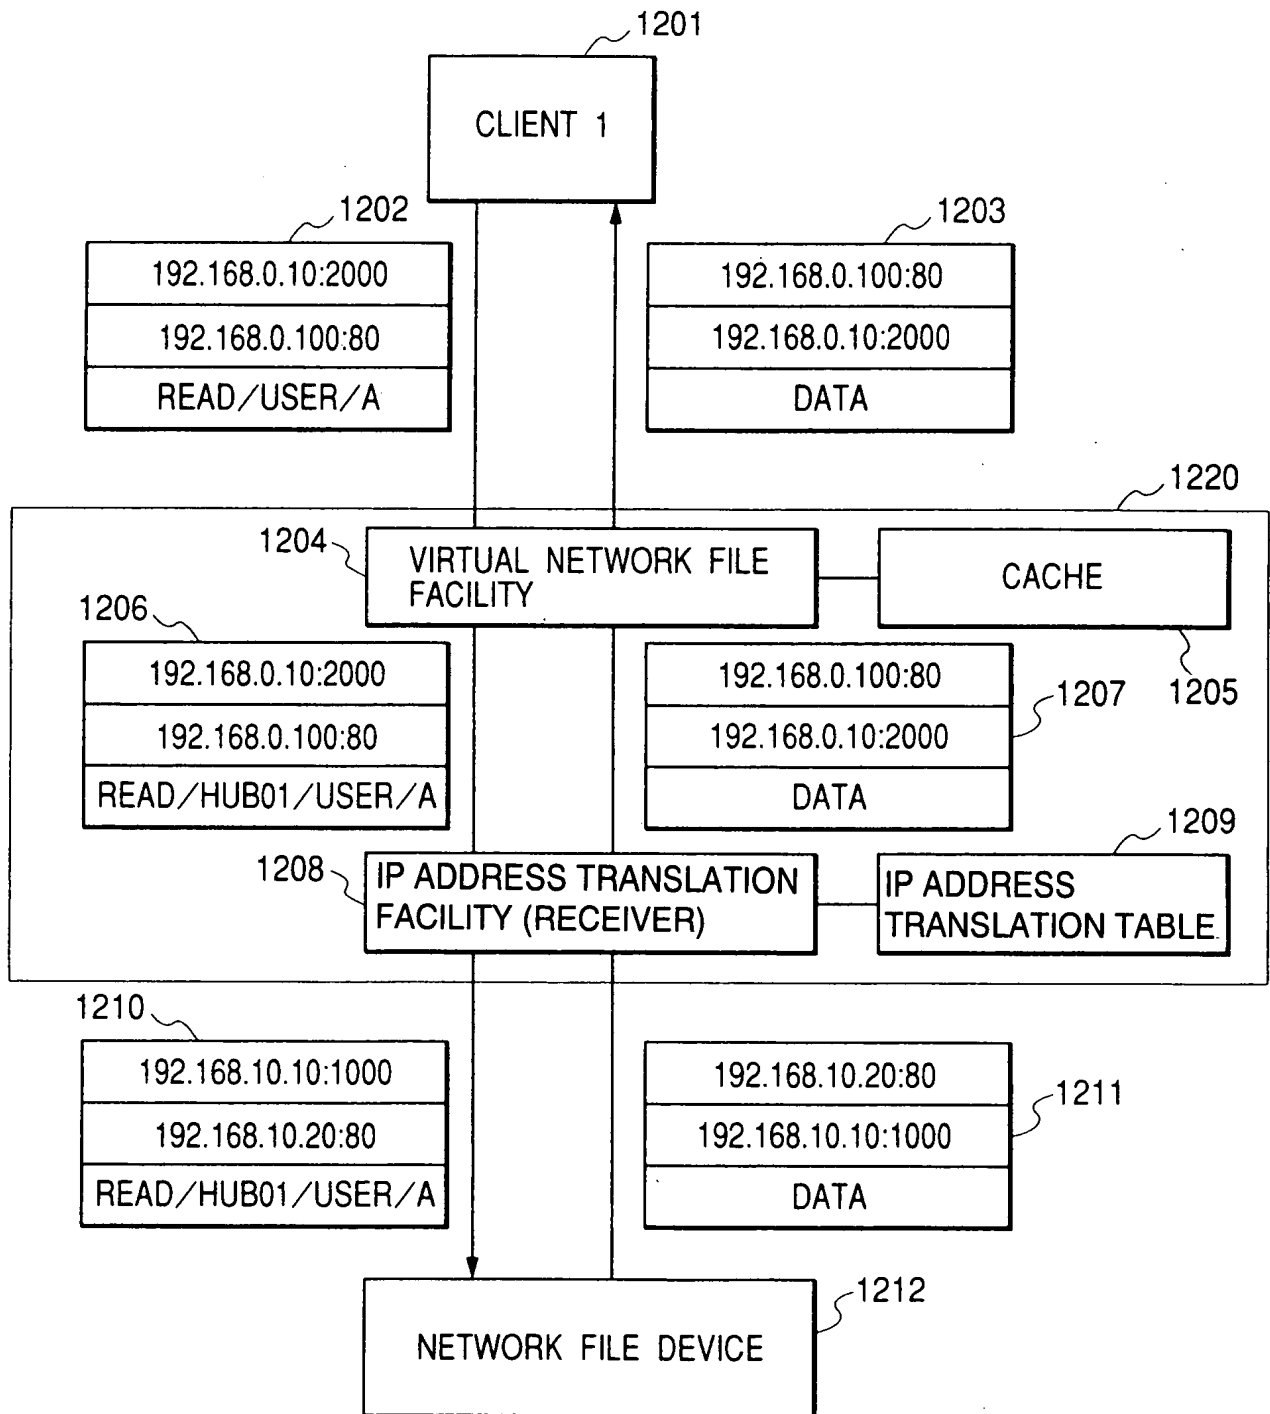 1201
CLIENT 1
1202
192.168.0.10:2000
192.168.0.100:80
READ/USER/A
1203
192.168.0.100:80
192.168.0.10:2000
DATA
1220
1204
VIRTUAL NETWORK FILE
FACILITY
CACHE
1205
1206
192.168.0.10:2000
192.168.0.100:80
READ/HUB01/USER/A
192.168.0.100:80
192.168.0.10:2000
DATA
1207
1208
IP ADDRESS TRANSLATION
FACILITY (RECEIVER)
1209
IP ADDRESS
TRANSLATION TABLE
1210
192.168.10.10:1000
192.168.10.20:80
READ/HUB01/USER/A
192.168.10.20:80
192.168.10.10:1000
DATA
1211
1212
NETWORK FILE DEVICE